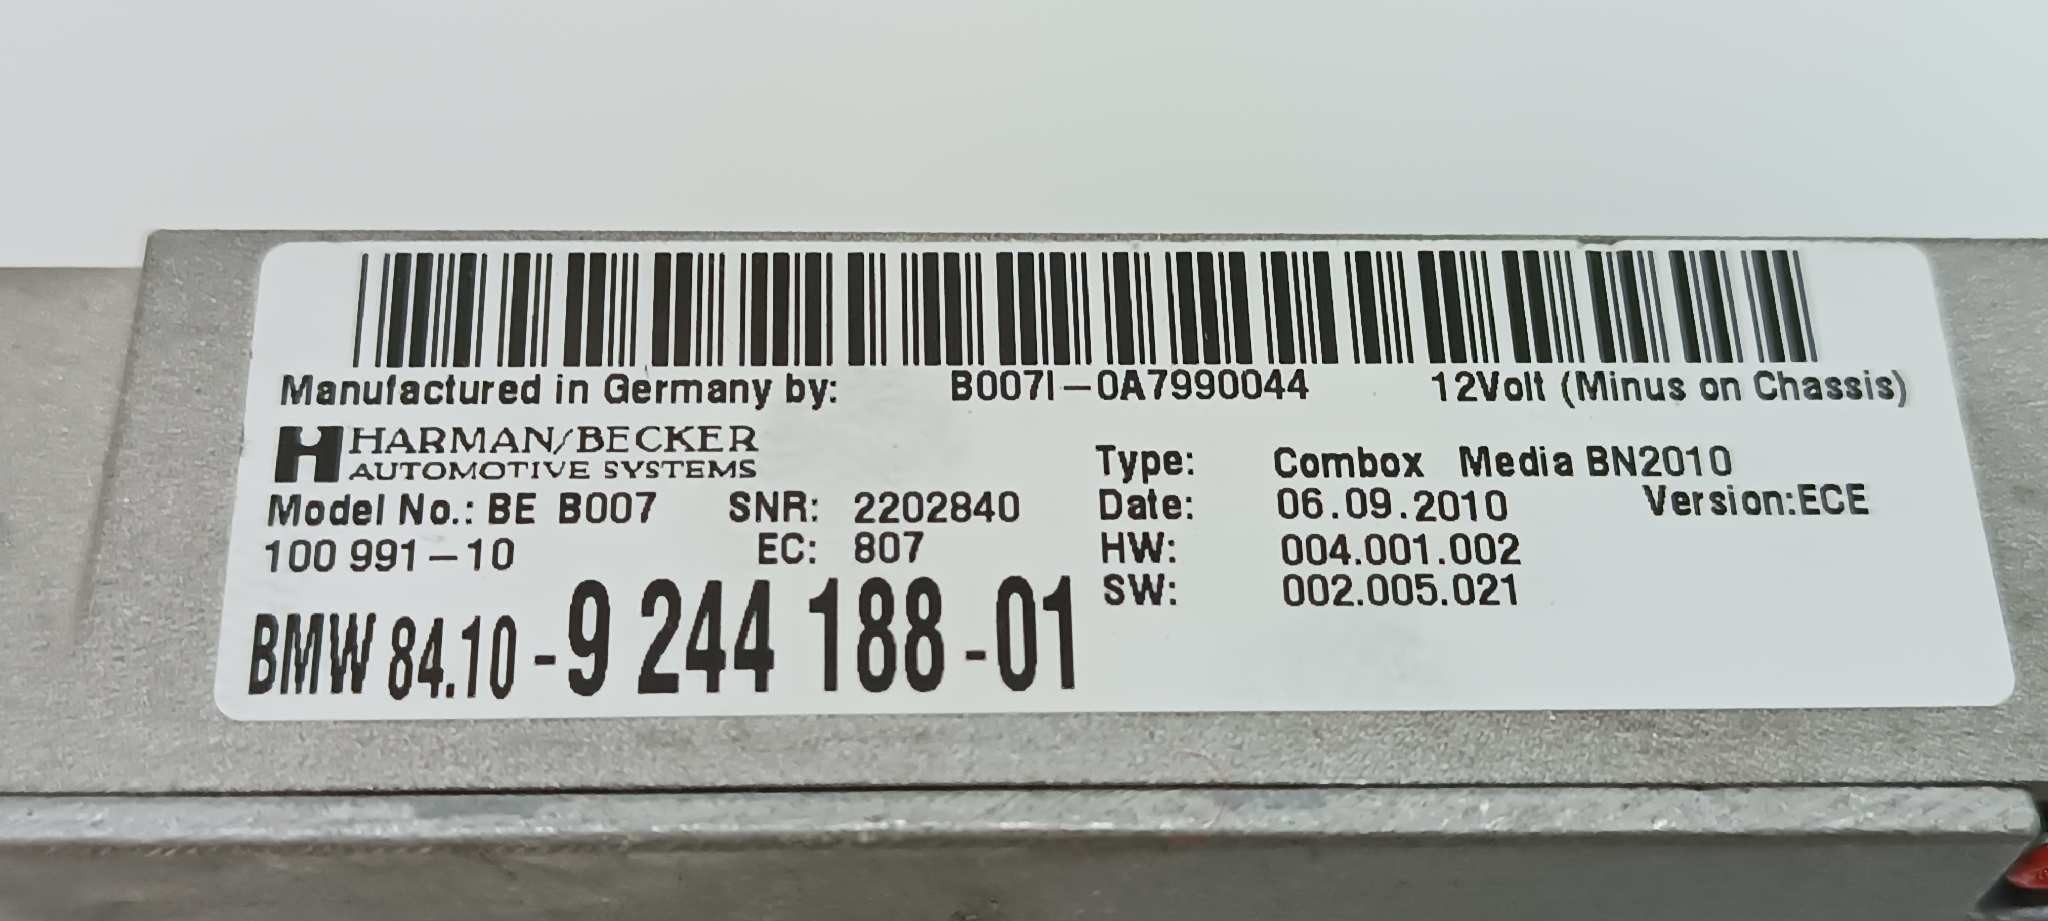 Manufactured in Germany by: B007I-0A7990044 12Volt (Minus on Chassis)
HARMAN/BECKER
AUTOMOTIVE SYSTEMS
Type: Combox Media BN2010
Model No.: BE B007 SNR: 2202840 Date: 06.09.2010 Version:ECE
100 991-10 EC: 807 HW: 004.001.002
SW: 002.005.021
BMW 84.10-9 244 188-01